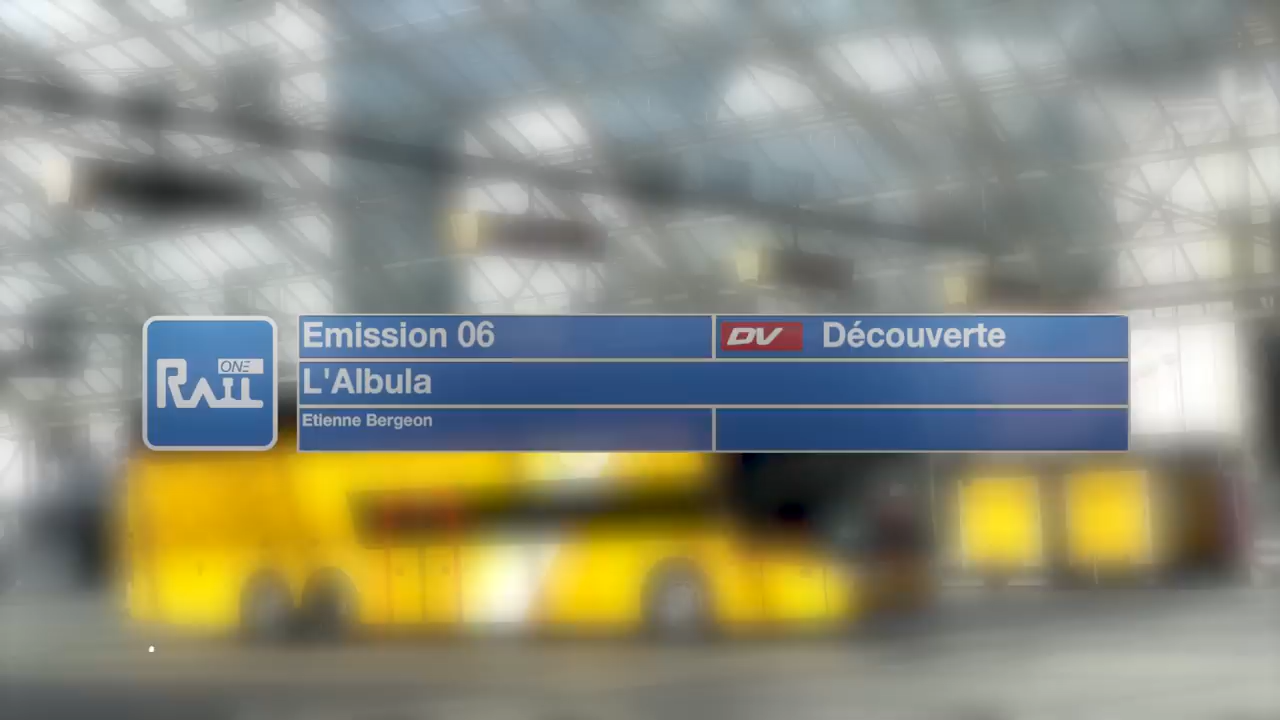 ONE
RAIL
Emission 06
DV Découverte
L'Albula
Etienne Bergeon